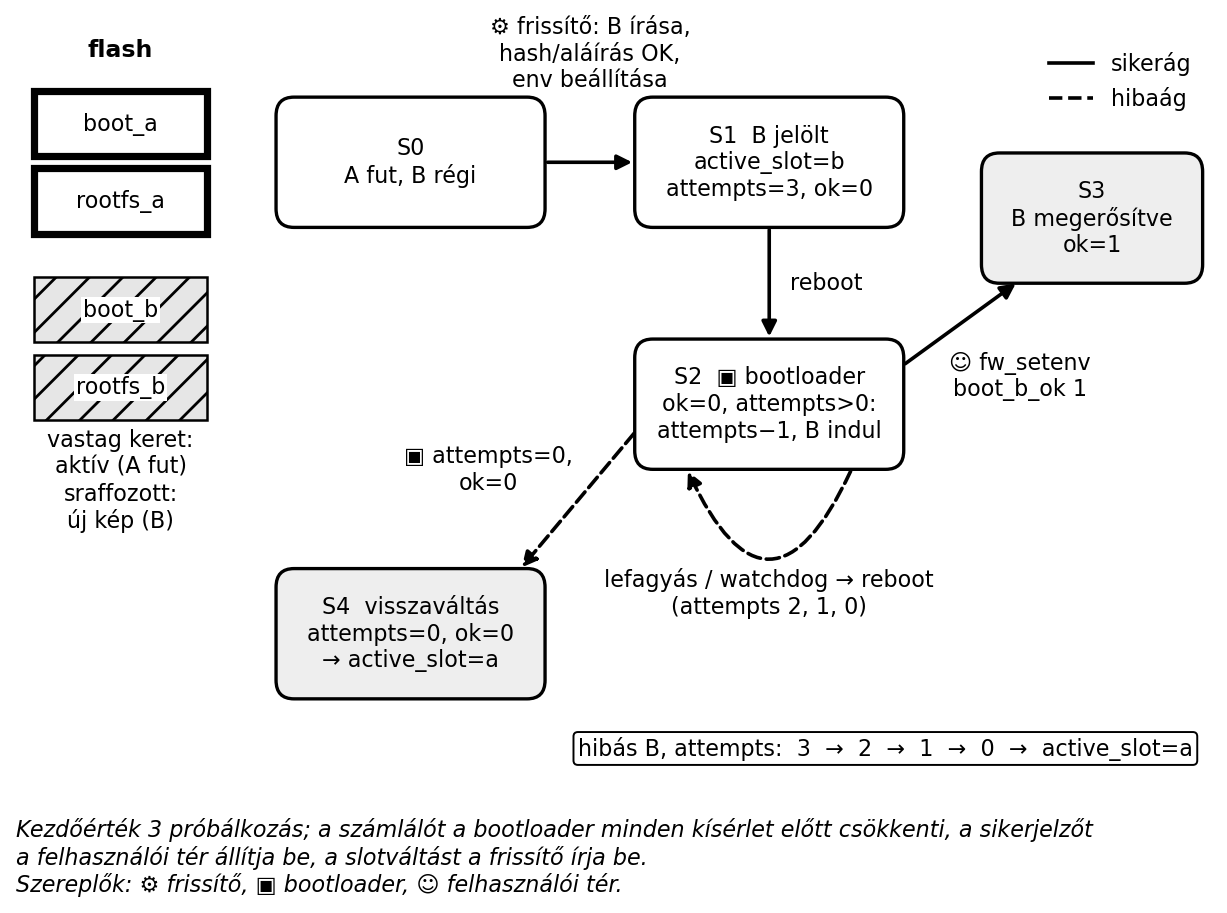 flash
boot_a
rootfs_a
boot_b
rootfs_b
vastag keret:
aktív (A fut)
sraffozott:
új kép (B)
⚙ frissítő: B írása,
hash/aláírás OK,
env beállítása
S0
A fut, B régi
S1 B jelölt
active_slot=b
attempts=3, ok=0
sikerág
hibaág
S3
B megerősítve
ok=1
reboot
S2 ▣ bootloader
ok=0, attempts>0:
attempts−1, B indul
☺ fw_setenv
boot_b_ok 1
▣ attempts=0,
ok=0
lefagyás / watchdog → reboot
(attempts 2, 1, 0)
S4 visszaváltás
attempts=0, ok=0
→ active_slot=a
hibás B, attempts: 3 → 2 → 1 → 0 → active_slot=a
Kezdőérték 3 próbálkozás; a számlálót a bootloader minden kísérlet előtt csökkenti, a sikerjelzőt
a felhasználói tér állítja be, a slotváltást a frissítő írja be.
Szereplők: ⚙ frissítő, ▣ bootloader, ☺ felhasználói tér.